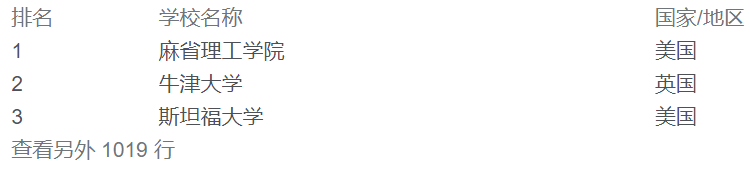 排名 学校名称 国家/地区
1 麻省理工学院 美国
2 牛津大学 英国
3 斯坦福大学 美国
查看另外 1019 行